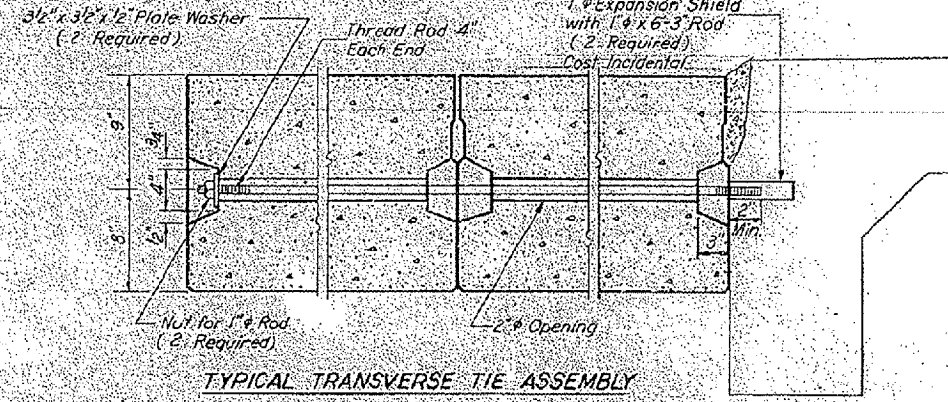 3½" x 3½" x ½" Plate Washer
(2 Required)
Thread Rod 4"
Each End
1"φ Expansion Shield
with 1"φ x 6'-3" Rod
(2 Required)
Cost Incidental
9"
8"
¾"
4"
½"
3"
2"
Min.
Nut for 1"φ Rod
(2 Required)
2"φ Opening
TYPICAL TRANSVERSE TIE ASSEMBLY